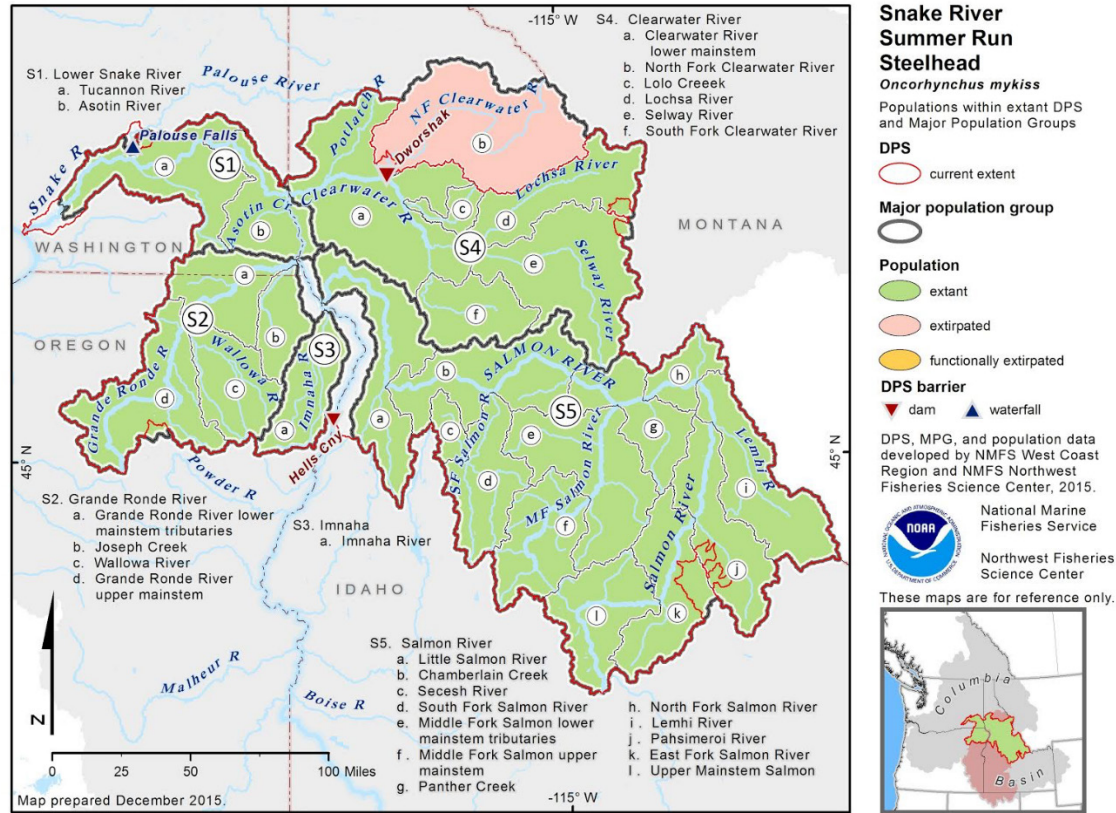 -115° W
S4. Clearwater River
a. Clearwater River
lower mainstem
b. North Fork Clearwater River
c. Lolo Creeek
d. Lochsa River
e. Selway River
f. South Fork Clearwater River
S1. Lower Snake River
a. Tucannon River
b. Asotin River
Palouse River
Potlatch R
NF Clearwater R
Dworshak
b
Palouse Falls
Snake R
a
S1
Lochsa River
Asotin Cr
Clearwater R
a
c
d
b
S4
e
Selway River
MONTANA
WASHINGTON
a
f
S2
b
S3
OREGON
Wallowa R
Imnaha R
SALMON RIVER
b
h
Grande Ronde R
d
c
a
a
c
S5
e
g
Lemhi R
45° N
45° N
Hells Cny
SF Salmon R
d
MF Salmon River
i
Powder R
f
Salmon River
j
S2. Grande Ronde River
a. Grande Ronde River lower
mainstem tributaries
b. Joseph Creek
c. Wallowa River
d. Grande Ronde River
upper mainstem
S3. Imnaha
a. Imnaha River
IDAHO
l
k
S5. Salmon River
a. Little Salmon River
b. Chamberlain Creek
c. Secesh River
d. South Fork Salmon River
e. Middle Fork Salmon lower
mainstem tributaries
f. Middle Fork Salmon upper
mainstem
g. Panther Creek
h. North Fork Salmon River
i. Lemhi River
j. Pahsimeroi River
k. East Fork Salmon River
l. Upper Mainstem Salmon
Malheur R
Boise R
N
0 25 50 100 Miles
Map prepared December 2015.
-115° W
Snake River
Summer Run
Steelhead
Oncorhynchus mykiss
Populations within extant DPS
and Major Population Groups
DPS
current extent
Major population group
Population
extant
extirpated
functionally extirpated
DPS barrier
dam
waterfall
DPS, MPG, and population data
developed by NMFS West Coast
Region and NMFS Northwest
Fisheries Science Center, 2015.
NATIONAL OCEANIC AND ATMOSPHERIC ADMINISTRATION
NOAA
U.S. DEPARTMENT OF COMMERCE
National Marine
Fisheries Service
Northwest Fisheries
Science Center
These maps are for reference only.
Columbia
Basin